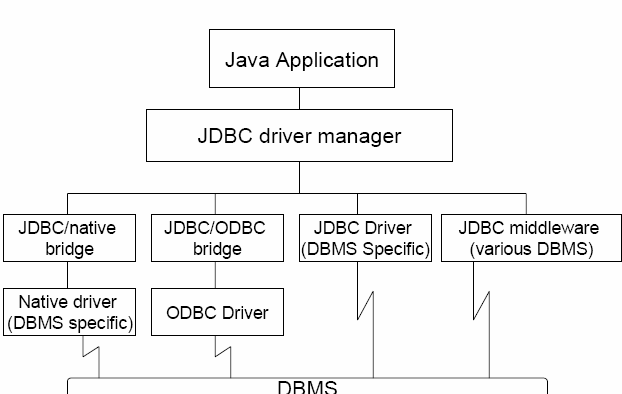 Java Application
JDBC driver manager
JDBC/native
bridge
JDBC/ODBC
bridge
JDBC Driver
(DBMS Specific)
JDBC middleware
(various DBMS)
Native driver
(DBMS specific)
ODBC Driver
DBMS